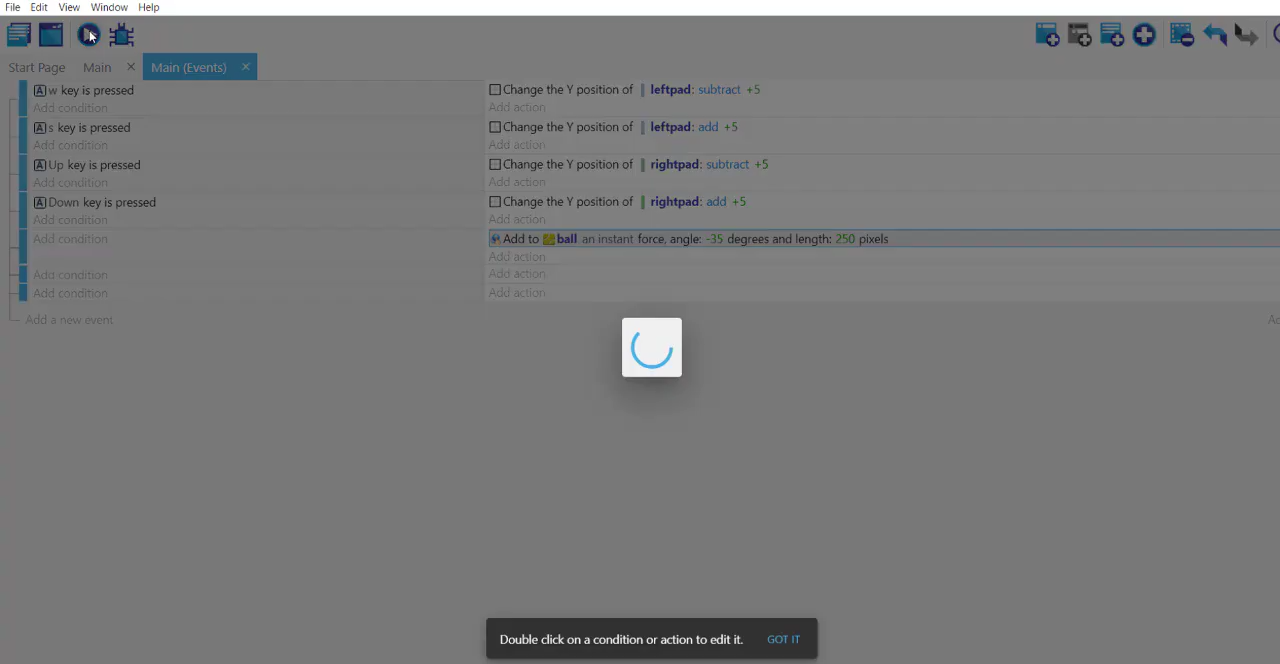 File Edit View Window Help
Start Page Main × Main (Events) ×
A w key is pressed
Change the Y position of leftpad: subtract +5
Add condition
Add action
A s key is pressed
Change the Y position of leftpad: add +5
Add condition
Add action
A Up key is pressed
Change the Y position of rightpad: subtract +5
Add condition
Add action
A Down key is pressed
Change the Y position of rightpad: add +5
Add condition
Add action
Add condition
Add to ball an instant force, angle: -35 degrees and length: 250 pixels
Add action
Add condition
Add action
Add condition
Add action
Add a new event
Double click on a condition or action to edit it. GOT IT